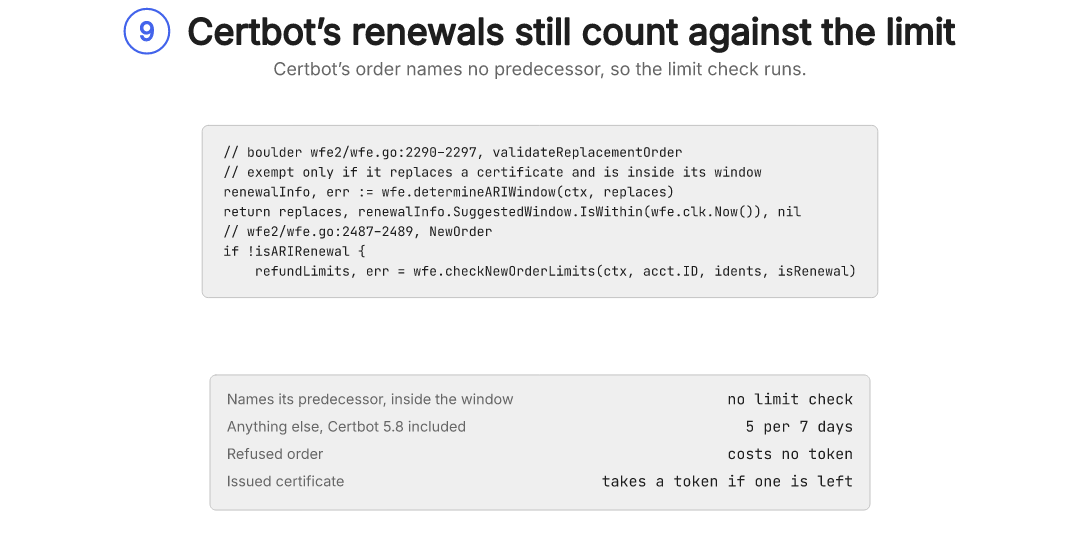 9 Certbot’s renewals still count against the limit
Certbot’s order names no predecessor, so the limit check runs.
// boulder wfe2/wfe.go:2290–2297, validateReplacementOrder
// exempt only if it replaces a certificate and is inside its window
renewalInfo, err := wfe.determineARIWindow(ctx, replaces)
return replaces, renewalInfo.SuggestedWindow.IsWithin(wfe.clk.Now()), nil
// wfe2/wfe.go:2487–2489, NewOrder
if !isARIRenewal {
    refundLimits, err = wfe.checkNewOrderLimits(ctx, acct.ID, idents, isRenewal)
Names its predecessor, inside the window no limit check
Anything else, Certbot 5.8 included 5 per 7 days
Refused order costs no token
Issued certificate takes a token if one is left